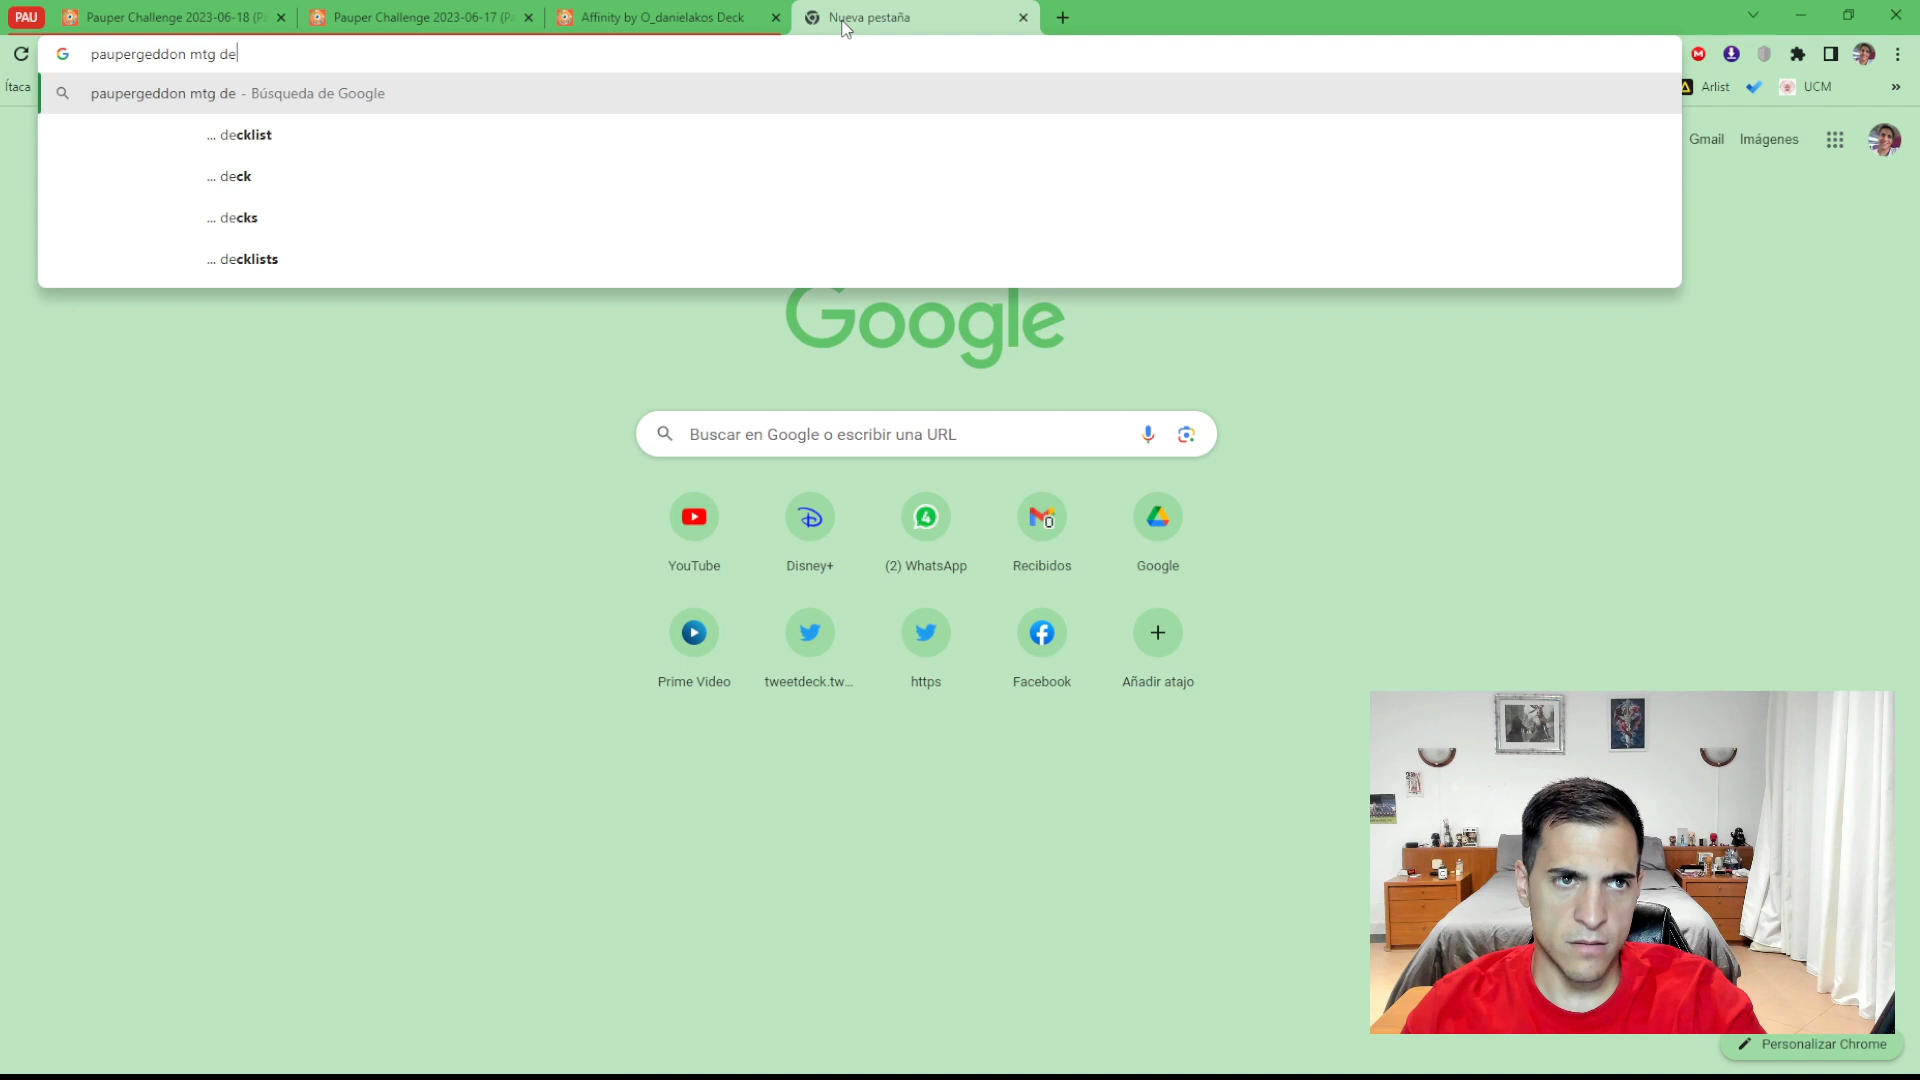 PAU
Pauper Challenge 2023-06-18 (P
Pauper Challenge 2023-06-17 (P
Affinity by O_danielakos Deck
Nueva pestaña
paupergeddon mtg de
Ítaca
Arlist
UCM
»
paupergeddon mtg de - Búsqueda de Google
... decklist
... deck
... decks
... decklists
Gmail
Imágenes
Google
Buscar en Google o escribir una URL
YouTube
Disney+
(2) WhatsApp
Recibidos
Google
Prime Video
tweetdeck.tw...
https
Facebook
Añadir atajo
Personalizar Chrome